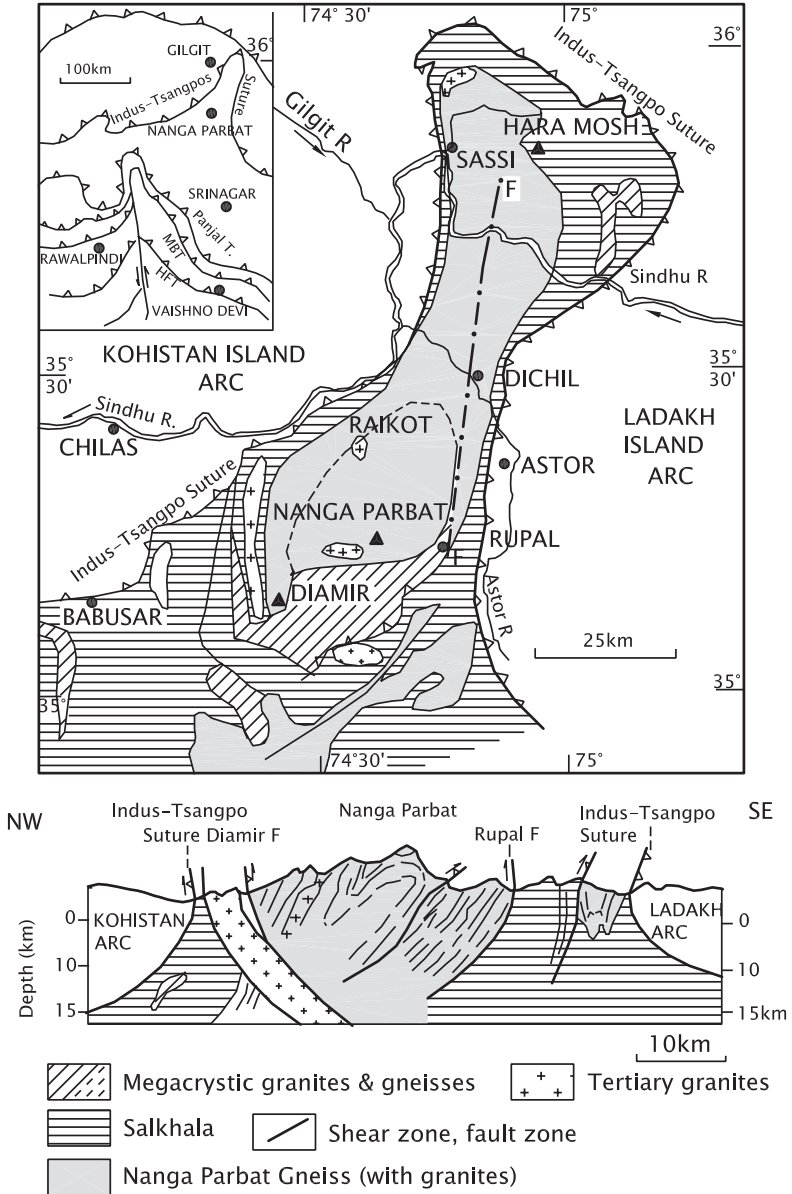 74°30'
75°
36°
36°
GILGIT
100km
Indus-Tsangpos
Suture
NANGA PARBAT
SRINAGAR
Panjal T.
MBT
HFT
RAWALPINDI
VAISHNO DEVI
Gilgit R
Indus-Tsangpo Suture
HARA MOSH
SASSI
F
Sindhu R
KOHISTAN ISLAND
ARC
35°
30'
35°
30'
DICHIL
Sindhu R.
CHILAS
RAIKOT
LADAKH
ISLAND
ARC
ASTOR
Indus-Tsangpo Suture
NANGA PARBAT
RUPAL
F
DIAMIR
BABUSAR
Astor R
25km
35°
35°
74°30'
75°
NW
Indus-Tsangpo
Suture
Diamir F
Nanga Parbat
Rupal F
Indus-Tsangpo
Suture
SE
Depth (km)
0
10
15
KOHISTAN
ARC
LADAKH
ARC
0
10
15km
10km
Megacrystic granites & gneisses
Tertiary granites
Salkhala
Shear zone, fault zone
Nanga Parbat Gneiss (with granites)